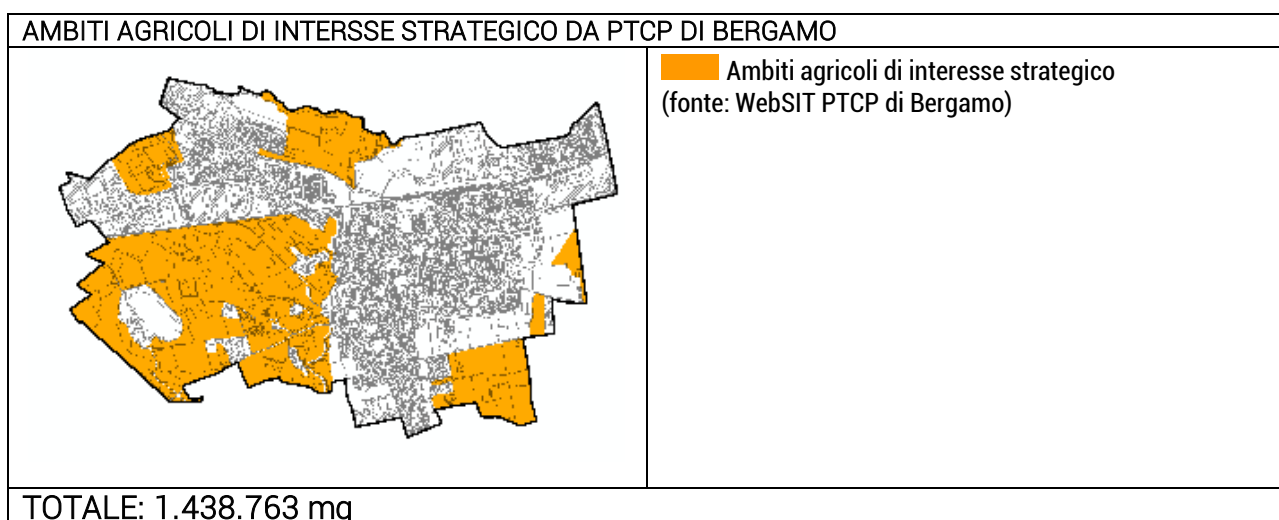 AMBITI AGRICOLI DI INTERSSE STRATEGICO DA PTCP DI BERGAMO
Ambiti agricoli di interesse strategico
(fonte: WebSIT PTCP di Bergamo)
TOTALE: 1.438.763 mq